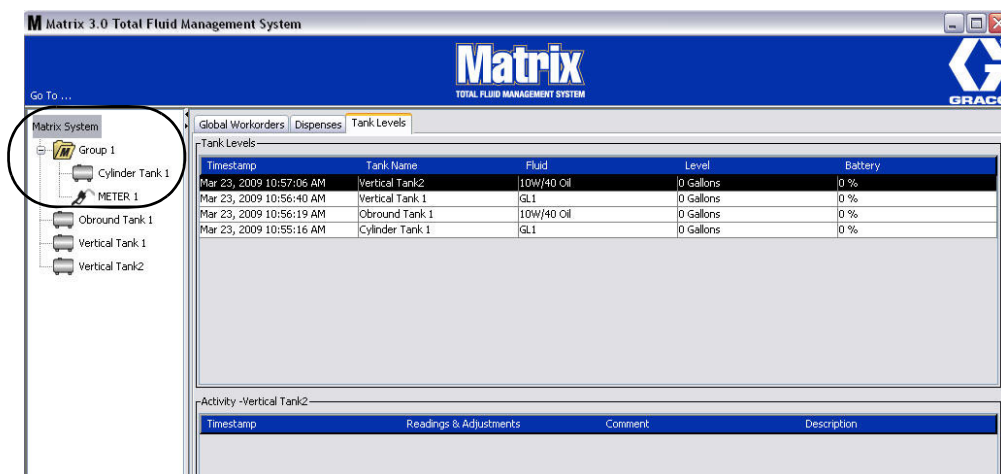 Matrix 3.0 Total Fluid Management System
Matrix
TOTAL FLUID MANAGEMENT SYSTEM
Go To ...
GRACO
Matrix System
Group 1
Cylinder Tank 1
METER 1
Obround Tank 1
Vertical Tank 1
Vertical Tank2
Global Workorders Dispenses Tank Levels
Tank Levels
Timestamp Tank Name Fluid Level Battery
Mar 23, 2009 10:57:06 AM Vertical Tank2 10W/40 Oil 0 Gallons 0 %
Mar 23, 2009 10:56:40 AM Vertical Tank 1 GL1 0 Gallons 0 %
Mar 23, 2009 10:56:19 AM Obround Tank 1 10W/40 Oil 0 Gallons 0 %
Mar 23, 2009 10:55:16 AM Cylinder Tank 1 GL1 0 Gallons 0 %
Activity -Vertical Tank2
Timestamp Readings & Adjustments Comment Description